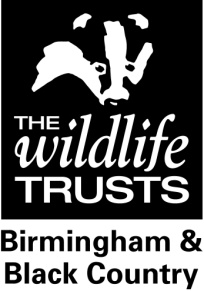 THE
wildlife
TRUSTS
Birmingham &
Black Country